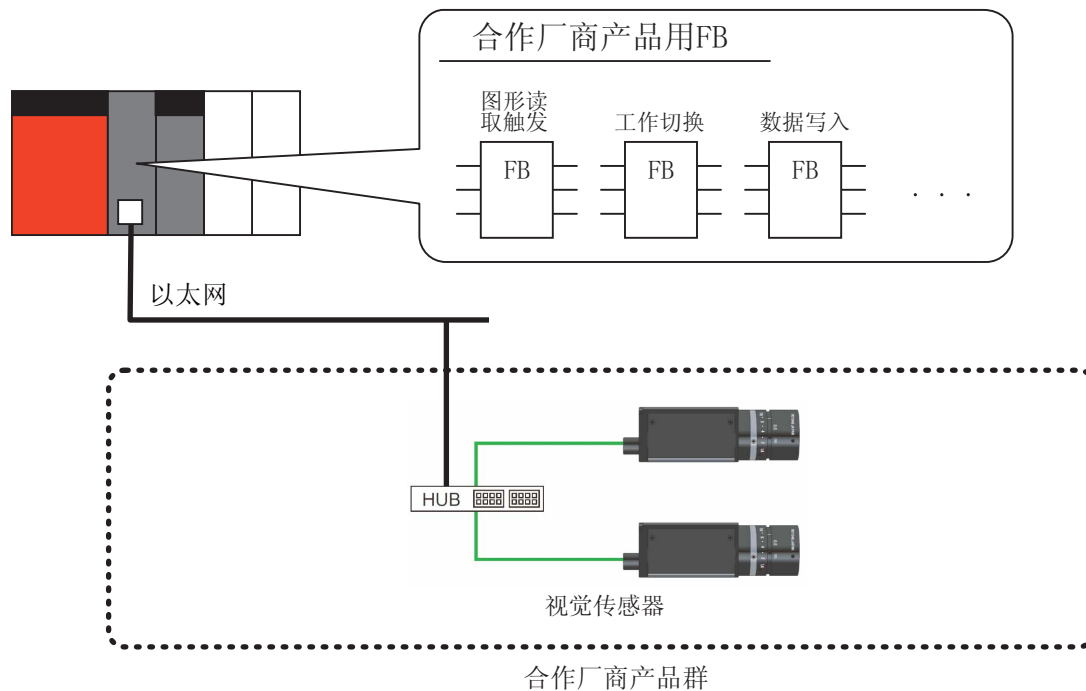 合作厂商产品用FB
图形读
取触发
工作切换
数据写入
FB
FB
FB
. . .
以太网
HUB
视觉传感器
合作厂商产品群